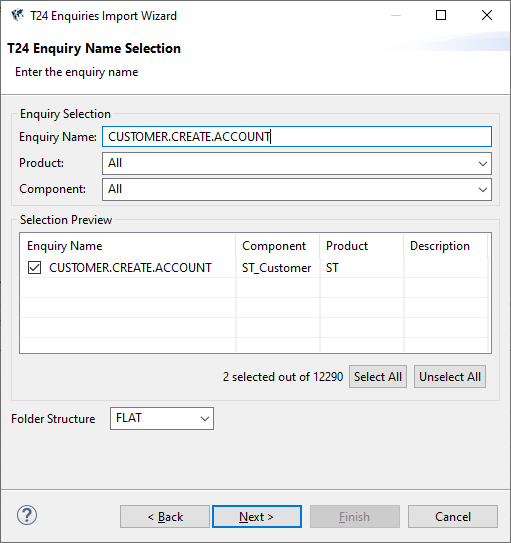 T24 Enquiries Import Wizard
T24 Enquiry Name Selection
Enter the enquiry name
Enquiry Selection
Enquiry Name: CUSTOMER.CREATE.ACCOUNT
Product: All
Component: All
Selection Preview
Enquiry Name Component Product Description
CUSTOMER.CREATE.ACCOUNT ST_Customer ST
2 selected out of 12290 Select All Unselect All
Folder Structure FLAT
? < Back Next > Finish Cancel